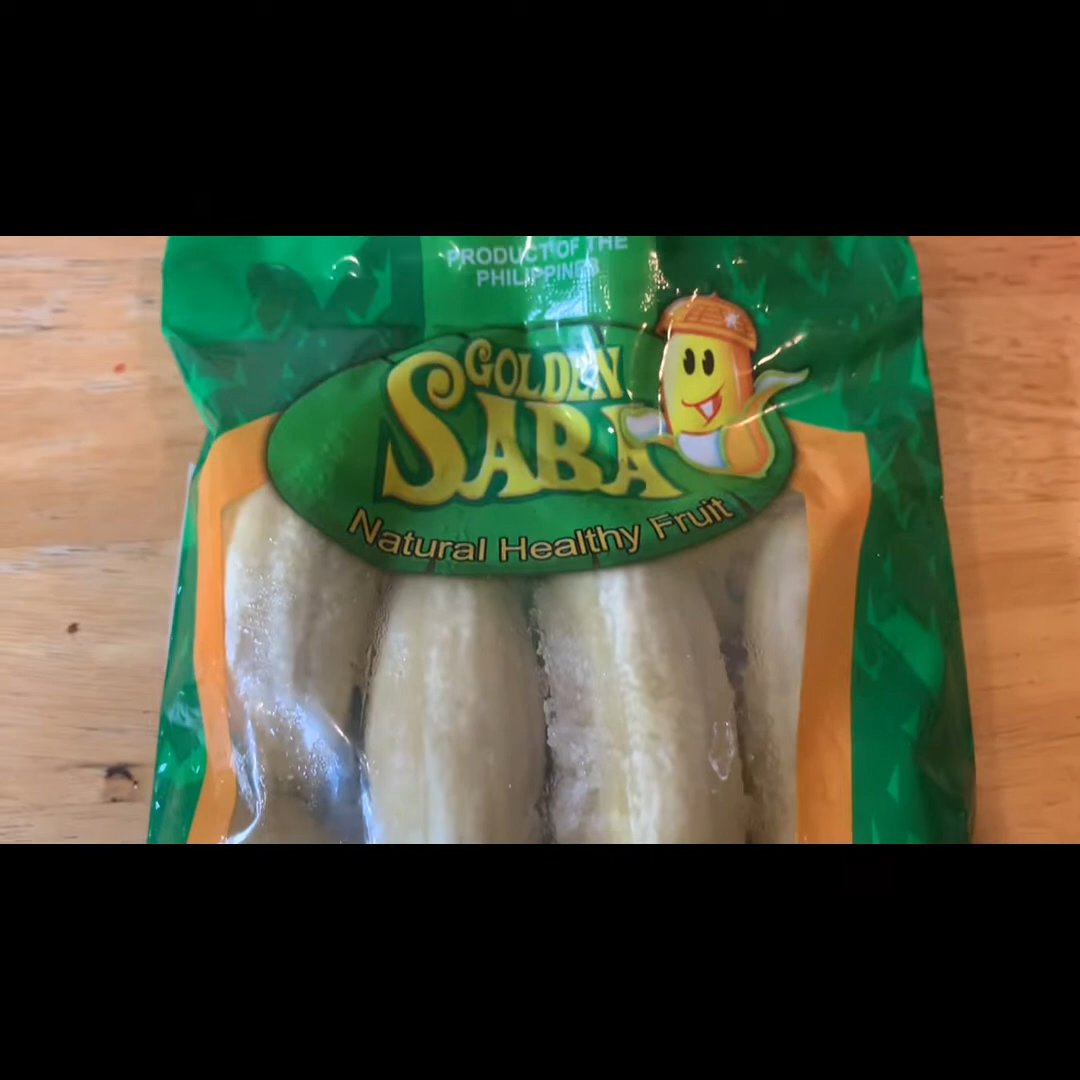 PRODUCT OF THE
PHILIPPINES
GOLDEN
SABA
Natural Healthy Fruit